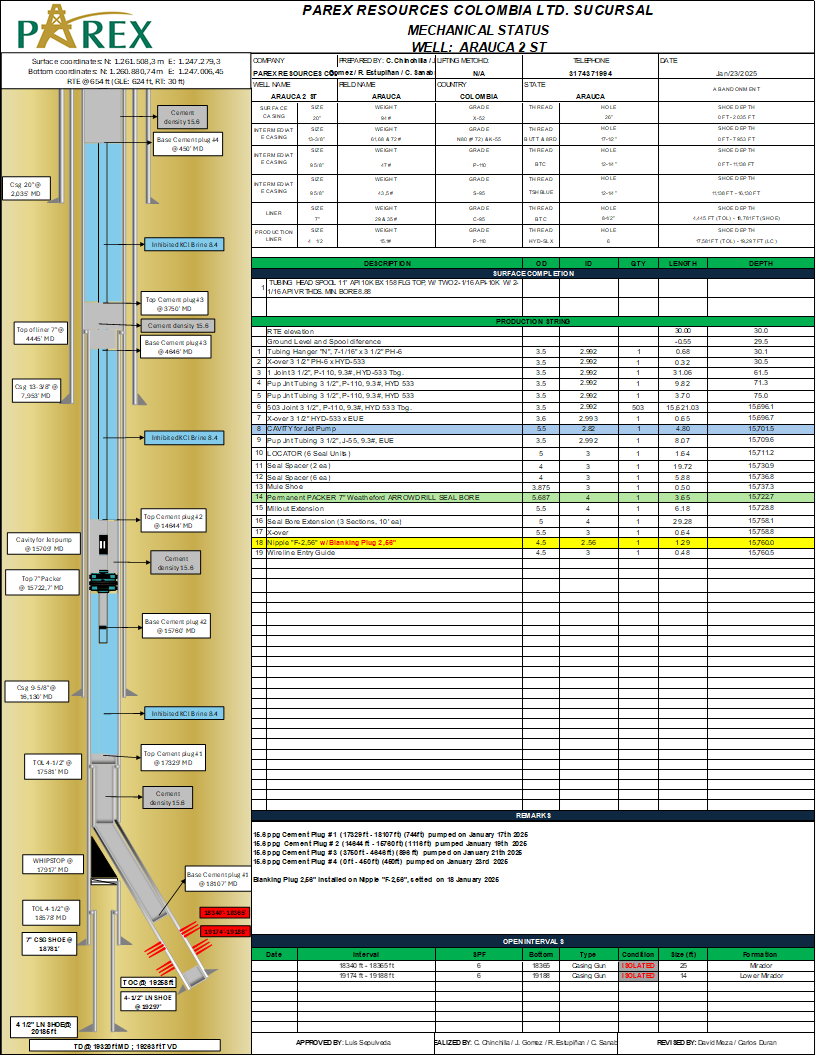 PAREX
PAREX RESOURCES COLOMBIA LTD. SUCURSAL
MECHANICAL STATUS
WELL: ARAUCA 2 ST
Surface coordinates: N: 1.261.508,3 m E: 1.247.279,3
Bottom coordinates: N: 1.260.880,74 m E: 1.247.006,45
RTE @ 654 ft (GLE: 624 ft, RT: 30 ft)
COMPANY PREPARED BY: C. Chinchilla / J. LIFTING METOHD: TELEPHONE DATE
PAREX RESOURCES CO Gomez / R. Estupiñan / C. Sanab N/A 3174371994 Jan/23/2025
WELL NAME FIELD NAME COUNTRY STATE ABANDONMENT
ARAUCA 2 ST ARAUCA COLOMBIA ARAUCA
SURFACE CASING SIZE WEIGHT GRADE THREAD HOLE SHOE DEPTH
20" 94 # X-52 26" 0 FT - 2,035 FT
INTERMEDIATE CASING SIZE WEIGHT GRADE THREAD HOLE SHOE DEPTH
13-3/8" 61,68 & 72 # N80 (# 72) & K-55 BUTT & 8RD 17-1/2" 0 FT - 7,953 FT
INTERMEDIATE CASING SIZE WEIGHT GRADE THREAD HOLE SHOE DEPTH
9 5/8" 47 # P-110 BTC 12-1/4" 0 FT - 11,138 FT
INTERMEDIATE CASING SIZE WEIGHT GRADE THREAD HOLE SHOE DEPTH
9 5/8" 43.5 # S-95 TSH BLUE 12-1/4" 11,138 FT - 16,130 FT
LINER SIZE WEIGHT GRADE THREAD HOLE SHOE DEPTH
7" 29 & 35 # C-95 BTC 8-1/2" 4,445 FT (TOL) - 18,781 FT (SHOE)
PRODUCTION LINER SIZE WEIGHT GRADE THREAD HOLE SHOE DEPTH
4 1/2 15.1# P-110 HYD-SLX 6 17,581 FT (TOL) - 19,297 FT (LC)
DESCRIPTION OD ID QTY LENGTH DEPTH
SURFACE COMPLETION
1 TUBING HEAD SPOOL 11" API 10K BX 158 FLG TOP, W/ TWO 2- 1/16 API-10K W/ 2-
1/16 API VR THDS. MIN. BORE 8.88
PRODUCTION STRING
RTE elevation 30.00 30.0
Ground Level and Spool diference -0.55 29.5
1 Tubing Hanger "N", 7-1/16" x 3 1/2" PH-6 3.5 2.992 1 0.68 30.1
2 X-over 3 1/2" PH-6 x HYD-533 3.5 2.992 1 0.32 30.5
3 1 Joint 3 1/2", P-110, 9.3#, HYD-533 Tbg. 3.5 2.992 1 31.06 61.5
4 Pup Jnt Tubing 3 1/2", P-110, 9.3#, HYD 533 3.5 2.992 1 9.82 71.3
5 Pup Jnt Tubing 3 1/2", P-110, 9.3#, HYD 533 3.5 2.992 1 3.70 75.0
6 503 Joint 3 1/2", P-110, 9.3#, HYD 533 Tbg. 3.5 2.992 503 15,621.03 15,696.1
7 X-over 3 1/2" HYD-533 x EUE 3.6 2.993 1 0.65 15,696.7
8 CAVITY for Jet Pump 5.5 2.82 1 4.80 15,701.5
9 Pup Jnt Tubing 3 1/2", J-55, 9.3#, EUE 3.5 2.992 1 8.07 15,709.6
10 LOCATOR (6 Seal Units) 5 3 1 1.64 15,711.2
11 Seal Spacer (2 ea) 4 3 1 19.72 15,730.9
12 Seal Spacer (6 ea) 4 3 1 5.88 15,736.8
13 Mule Shoe 3.875 3 1 0.50 15,737.3
14 Permanent PACKER 7" Weatheford ARROWDRILL SEAL BORE 5.687 4 1 3.65 15,722.7
15 Millout Extension 5.5 4 1 6.18 15,728.8
16 Seal Bore Extension (3 Sections, 10' ea) 5 4 1 29.28 15,758.1
17 X-over 5.5 3 1 0.64 15,758.8
18 Nipple "F-2,56" w/ Blanking Plug 2,56" 4.5 2.56 1 1.29 15,760.0
19 Wireline Entry Guide 4.5 3 1 0.48 15,760.5
REMARKS
15.6 ppg Cement Plug # 1 (17329 ft - 18107 ft) (744ft) pumped on January 17th 2025
15.6 ppg Cement Plug # 2 (14644 ft - 15760 ft) (1116 ft) pumped on January 19th 2025
15.6 ppg Cement Plug # 3 (3750 ft - 4646 ft) (896 ft) pumped on January 21th 2025
15.6 ppg Cement Plug # 4 (0 ft - 450 ft) (450ft) pumped on January 23rd 2025
Blanking Plug 2,56" installed on Nipple "F-2,56", setted on 18 January 2025
OPEN INTERVALS
Date Interval SPF Bottom Type Condition Size (ft) Formation
18340 ft - 18365 ft 6 18365 Casing Gun ISOLATED 25 Mirador
19174 ft - 19188 ft 6 19188 Casing Gun ISOLATED 14 Lower Mirador
APPROVED BY: Luis Sepulveda EALIZED BY: C. Chinchilla / J. Gomez / R. Estupiñan / C. Sanab REVISED BY: David Meza / Carlos Duran
Cement
density 15.6
Base Cement plug #4
@ 450' MD
Csg 20" @
2,035' MD
Inhibited KCl Brine 8.4
Top Cement plug #3
@ 3750' MD
Cement density 15.6
Top of liner 7" @
4445' MD
Base Cement plug #3
@ 4646' MD
Csg 13-3/8" @
7,953' MD
Inhibited KCl Brine 8.4
Top Cement plug #2
@ 14644' MD
Cavity for Jet pump
@ 15709' MD
Cement
density 15.6
Top 7" Packer
@ 15722,7' MD
Base Cement plug #2
@ 15760' MD
Csg 9-5/8" @
16,130' MD
Inhibited KCl Brine 8.4
Top Cement plug #1
@ 17329' MD
TOL 4-1/2" @
17581' MD
Cement
density 15.6
WHIPSTOP @
17917' MD
Base Cement plug #1
@ 18107' MD
TOL 4-1/2" @
18578' MD
18340'-18365'
19174'-19188'
7" CSG SHOE @
18781'
TOC @ 19258 ft
4-1/2" LN SHOE
@ 19297'
4 1/2" LN SHOE@
20185 ft
TD @ 19320 ft MD ; 19263 ft TVD